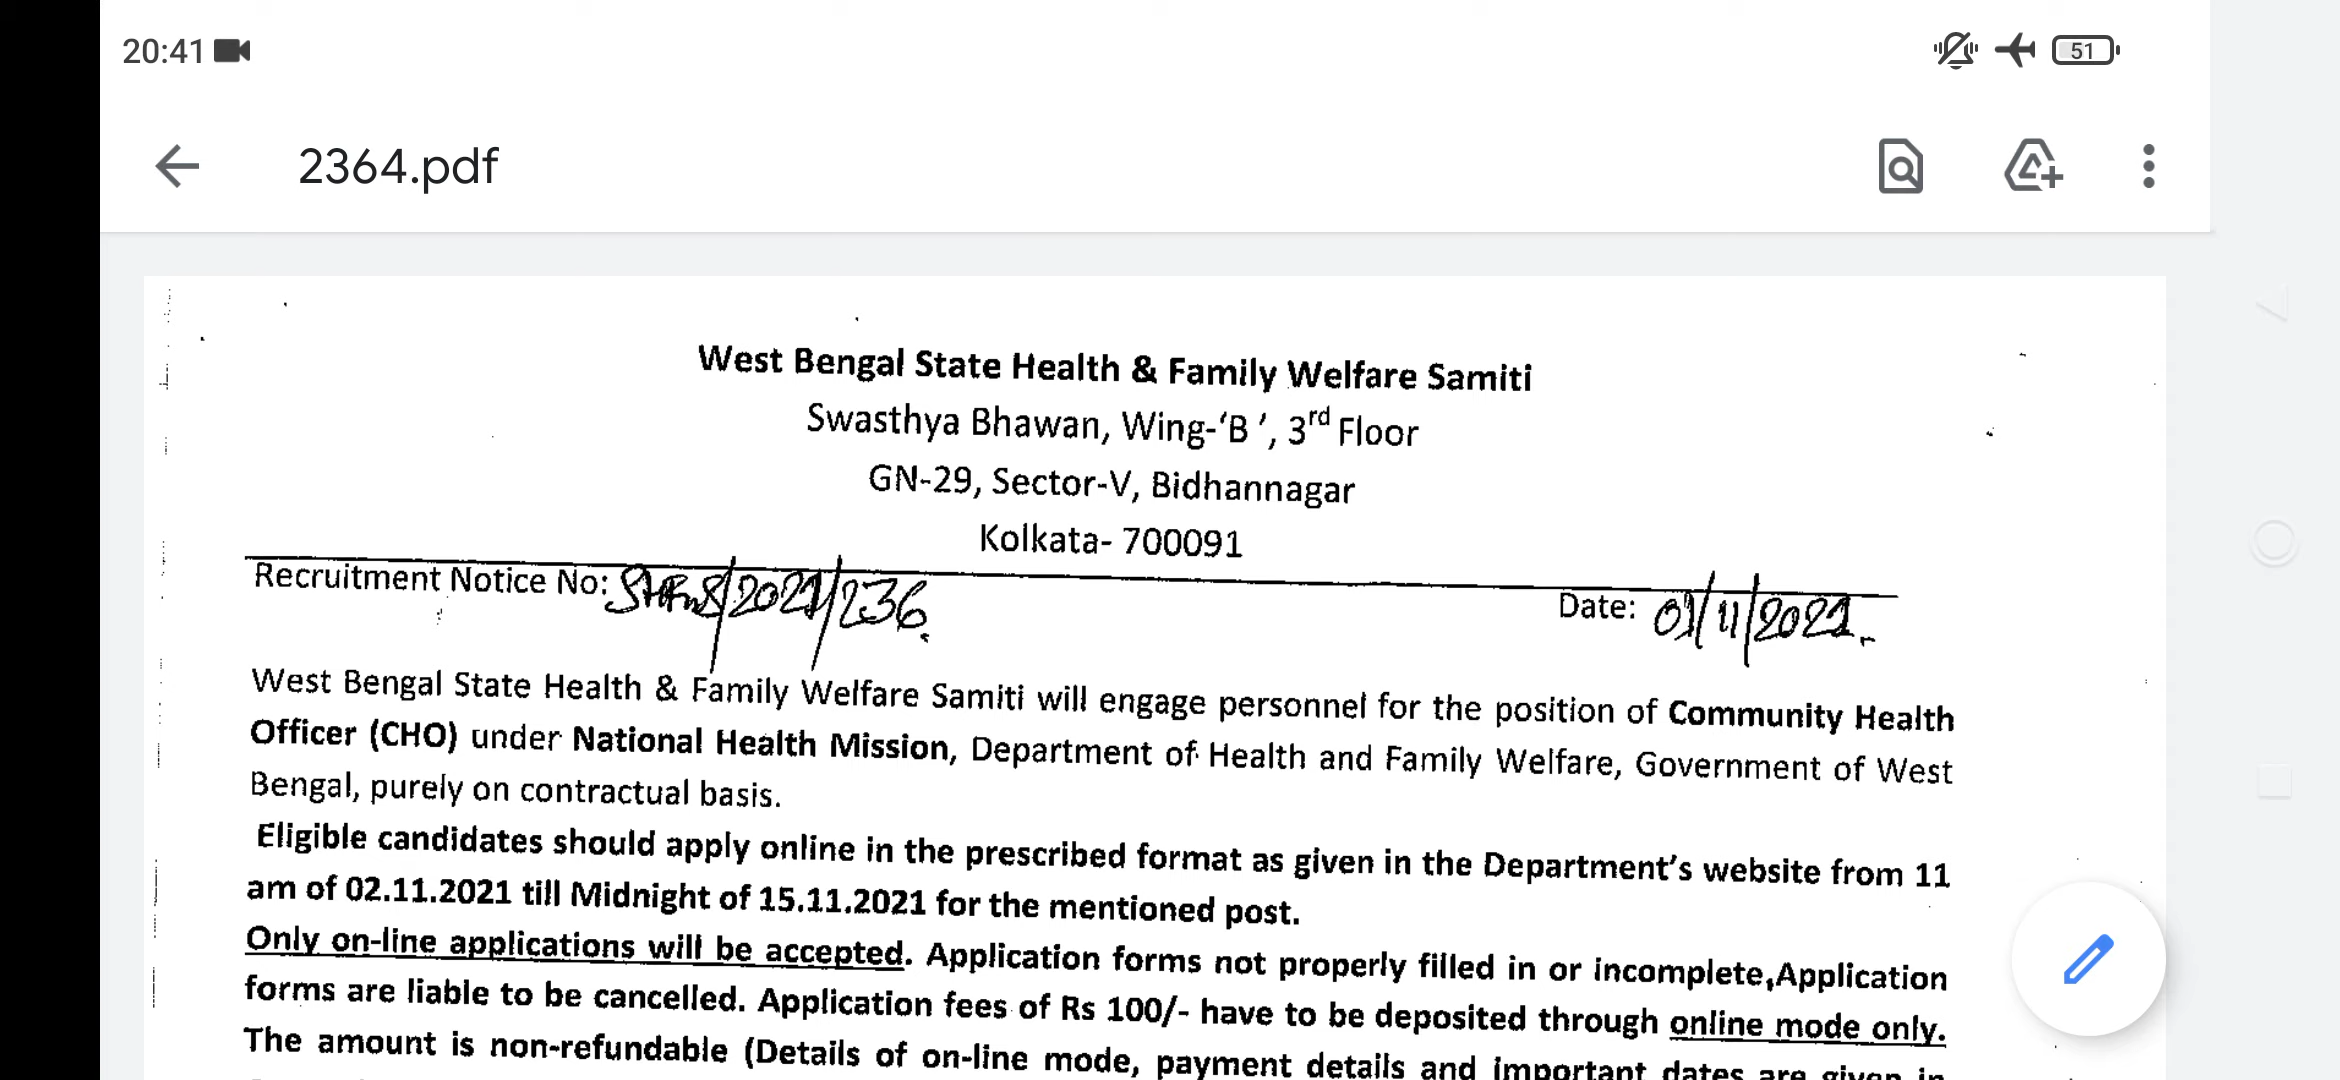 20:41
51
2364.pdf
West Bengal State Health & Family Welfare Samiti
Swasthya Bhawan, Wing-‘B ’, 3rd Floor
GN-29, Sector-V, Bidhannagar
Kolkata- 700091
Recruitment Notice No:
Date: 01/11/2021.
West Bengal State Health & Family Welfare Samiti will engage personnel for the position of Community Health
Officer (CHO) under National Health Mission, Department of Health and Family Welfare, Government of West
Bengal, purely on contractual basis.
Eligible candidates should apply online in the prescribed format as given in the Department’s website from 11
am of 02.11.2021 till Midnight of 15.11.2021 for the mentioned post.
Only on-line applications will be accepted. Application forms not properly filled in or incomplete,Application
forms are liable to be cancelled. Application fees of Rs 100/- have to be deposited through online mode only.
The amount is non-refundable (Details of on-line mode, payment details and important dates are given in